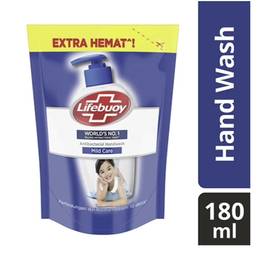 EXTRA HEMAT^!
Lifebuoy
WORLD'S NO. 1
Antibacterial Handwash
Mild Care
Hand Wash
180
ml